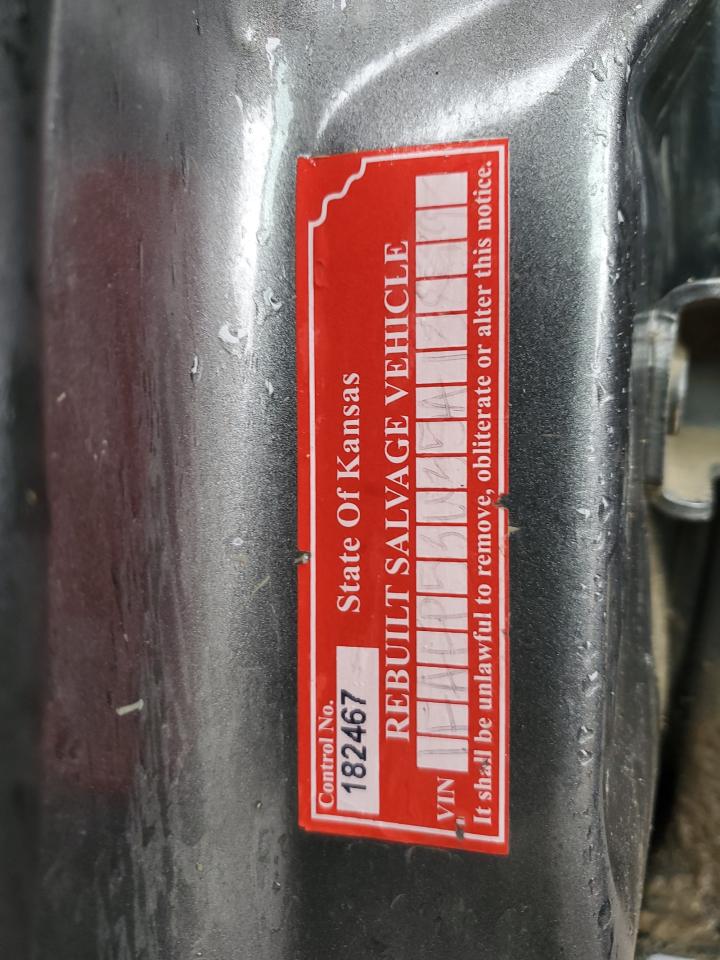 Control No.
182467
State Of Kansas
REBUILT SALVAGE VEHICLE
VIN
It shall be unlawful to remove, obliterate or alter this notice.